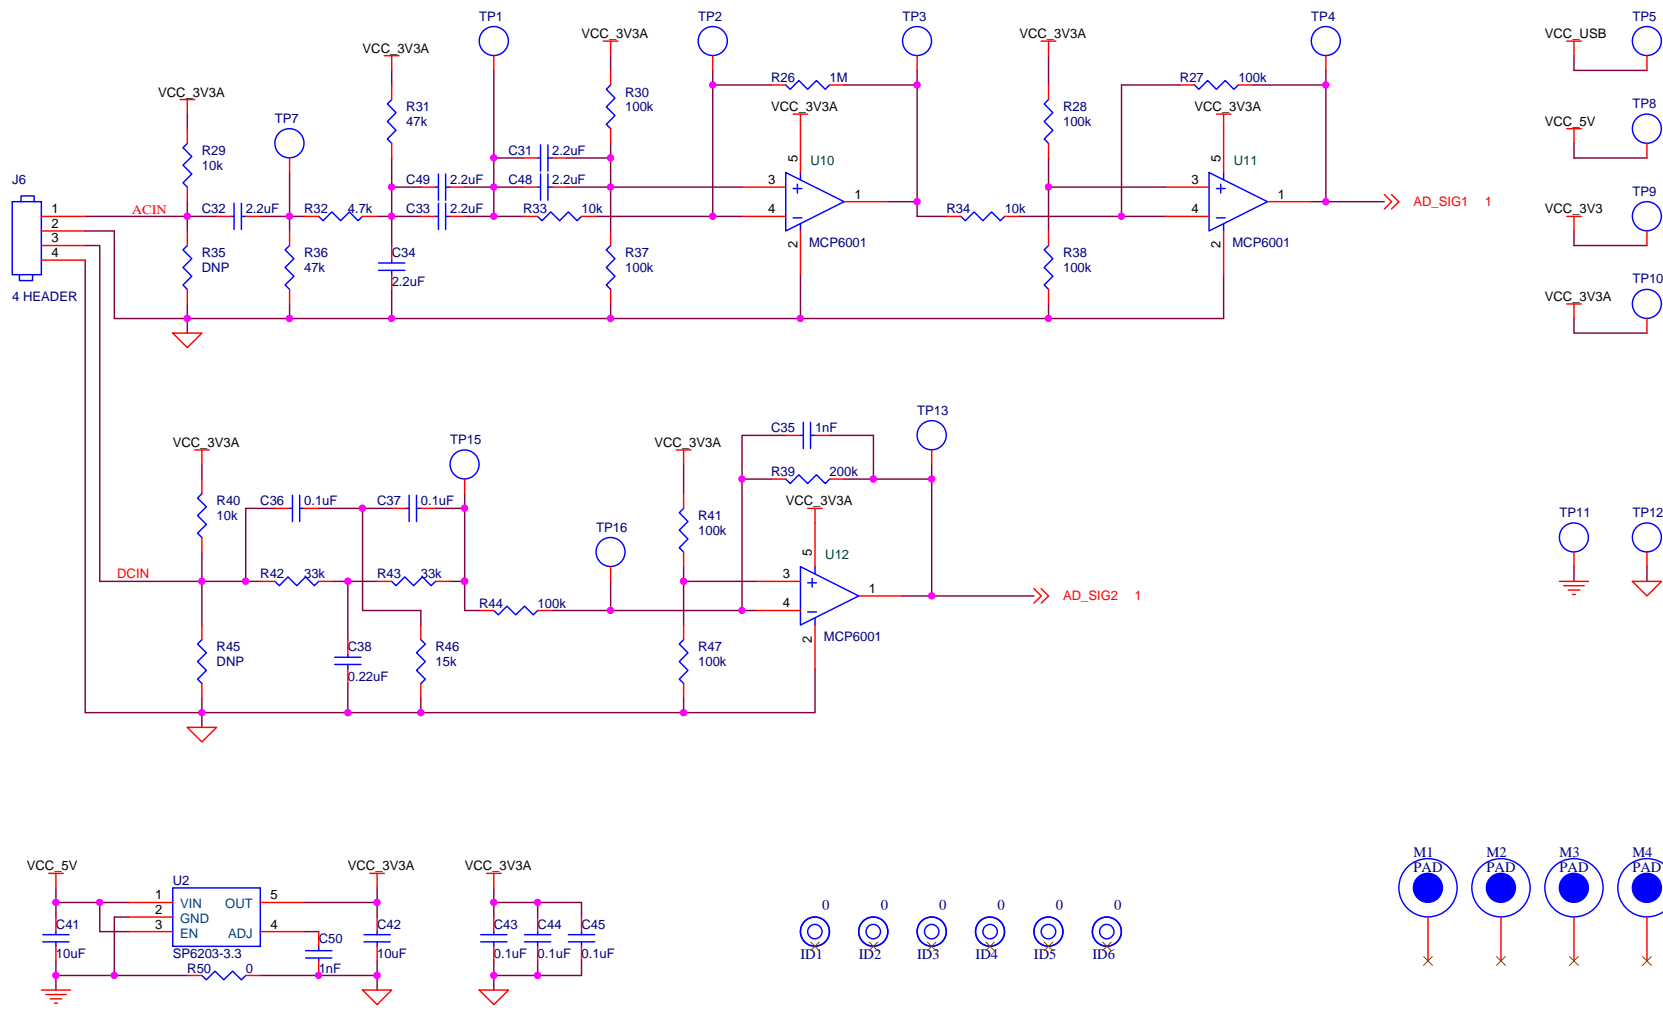 TP1
TP2
TP3
TP4
TP5
VCC_3V3A
VCC_3V3A
VCC_3V3A
VCC_USB
R26 1M
R27 100k
VCC_3V3A
R31
47k
R30
100k
VCC_3V3A
R28
100k
VCC_3V3A
TP8
VCC_5V
TP7
R29
10k
C31 2.2uF
5
U10
5
U11
J6
C49 2.2uF
C48 2.2uF
3
3
TP9
1
2
3
4
ACIN
C32 2.2uF
R32 4.7k
C33 2.2uF
R33 10k
4
1
R34 10k
4
1
AD_SIG1 1
VCC_3V3
R35
DNP
R36
47k
C34
2.2uF
R37
100k
2
MCP6001
R38
100k
2
MCP6001
4 HEADER
TP10
VCC_3V3A
VCC_3V3A
TP15
VCC_3V3A
C35 1nF
TP13
R39 200k
VCC_3V3A
R40
10k
C36 0.1uF
C37 0.1uF
R41
100k
TP16
5
U12
TP11
TP12
DCIN
R42 33k
R43 33k
3
R44 100k
4
1
AD_SIG2 1
2
MCP6001
R45
DNP
C38
0.22uF
R46
15k
R47
100k
VCC_5V
U2
VCC_3V3A
VCC_3V3A
1
2
3
VIN
GND
EN
OUT
ADJ
5
4
SP6203-3.3
C41
10uF
R50 0
C50
1nF
C42
10uF
C43
0.1uF
C44
0.1uF
C45
0.1uF
0
0
0
0
0
0
ID1
ID2
ID3
ID4
ID5
ID6
M1
PAD
M2
PAD
M3
PAD
M4
PAD